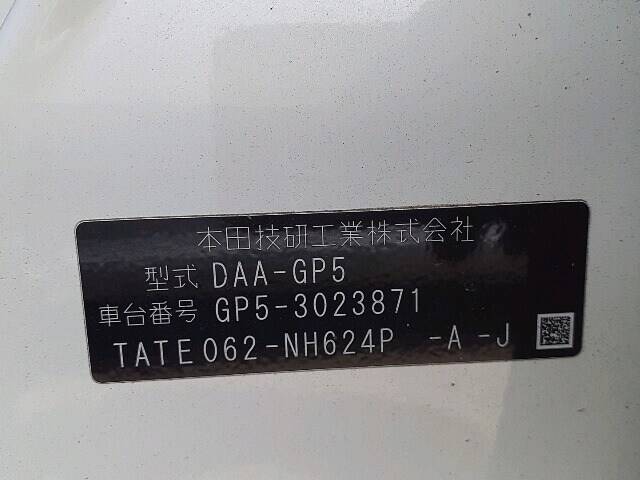 本田技研工業株式会社
型式 DAA-GP5
車台番号 GP5-3023871
TATE062-NH624P -A -J